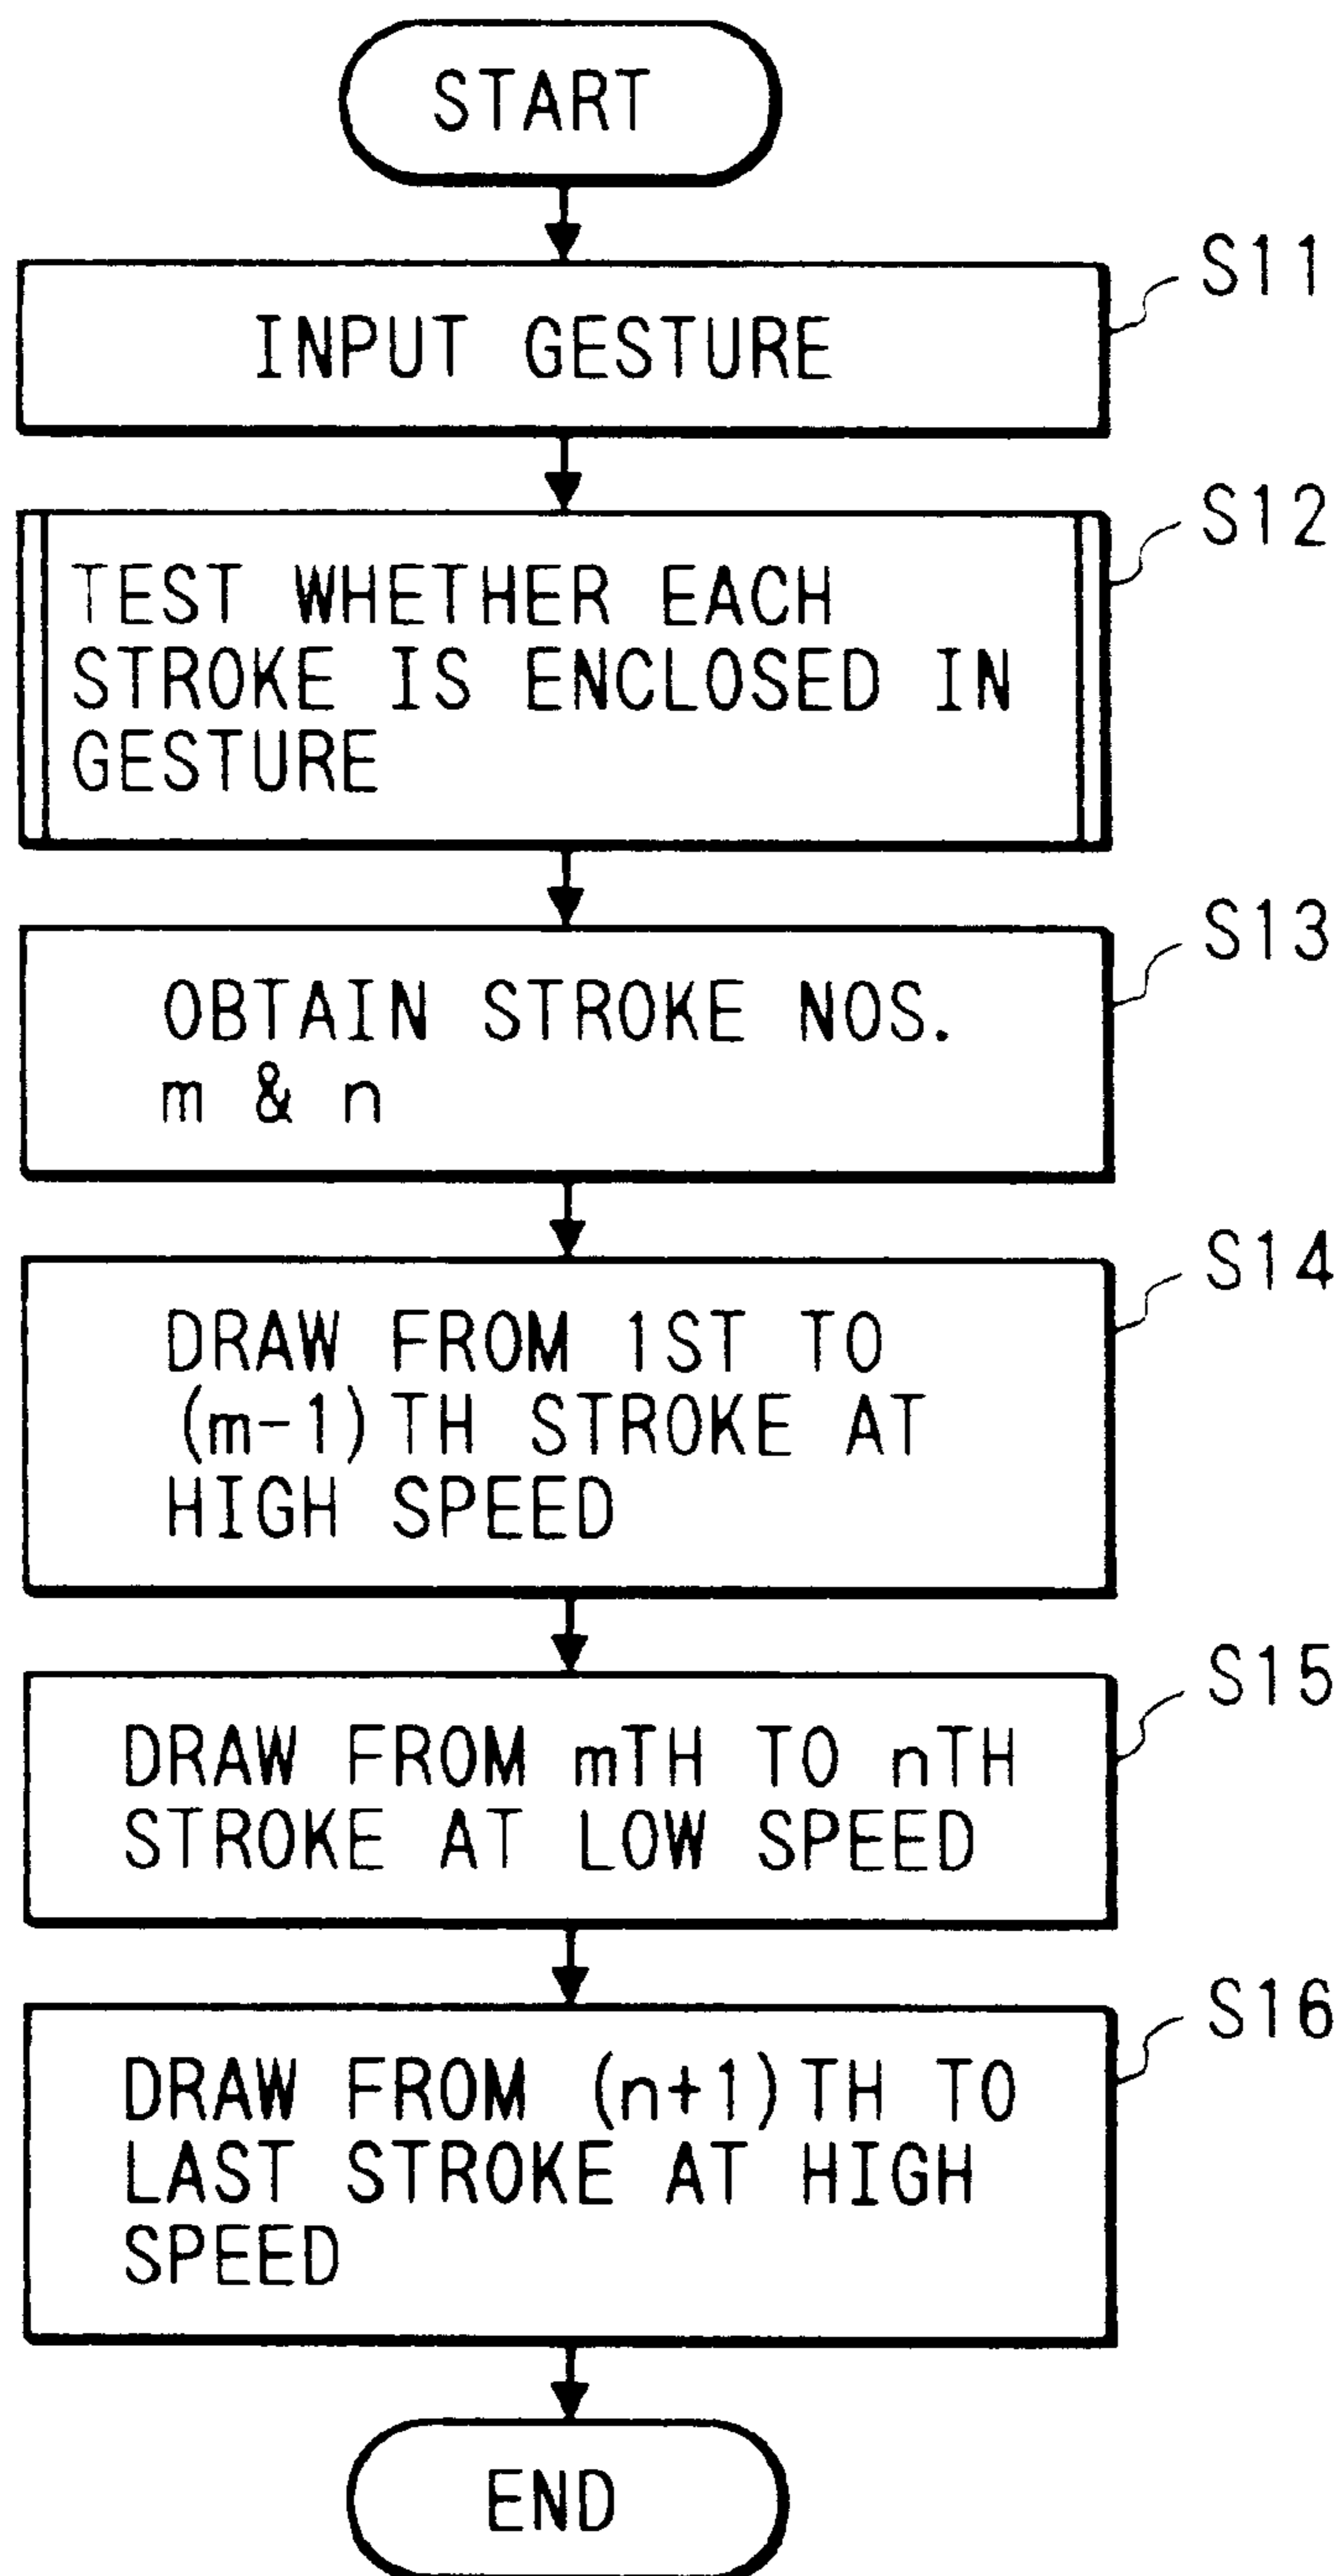 START
S11
INPUT GESTURE
S12
TEST WHETHER EACH
STROKE IS ENCLOSED IN
GESTURE
S13
OBTAIN STROKE NOS.
m & n
S14
DRAW FROM 1ST TO
(m-1)TH STROKE AT
HIGH SPEED
S15
DRAW FROM mTH TO nTH
STROKE AT LOW SPEED
S16
DRAW FROM (n+1)TH TO
LAST STROKE AT HIGH
SPEED
END